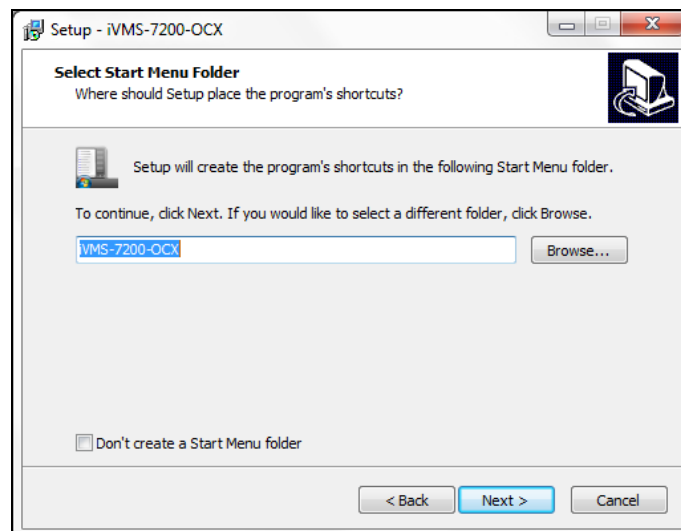 Setup - iVMS-7200-OCX
Select Start Menu Folder
Where should Setup place the program's shortcuts?
Setup will create the program's shortcuts in the following Start Menu folder.
To continue, click Next. If you would like to select a different folder, click Browse.
iVMS-7200-OCX
Browse...
Don't create a Start Menu folder
< Back
Next >
Cancel